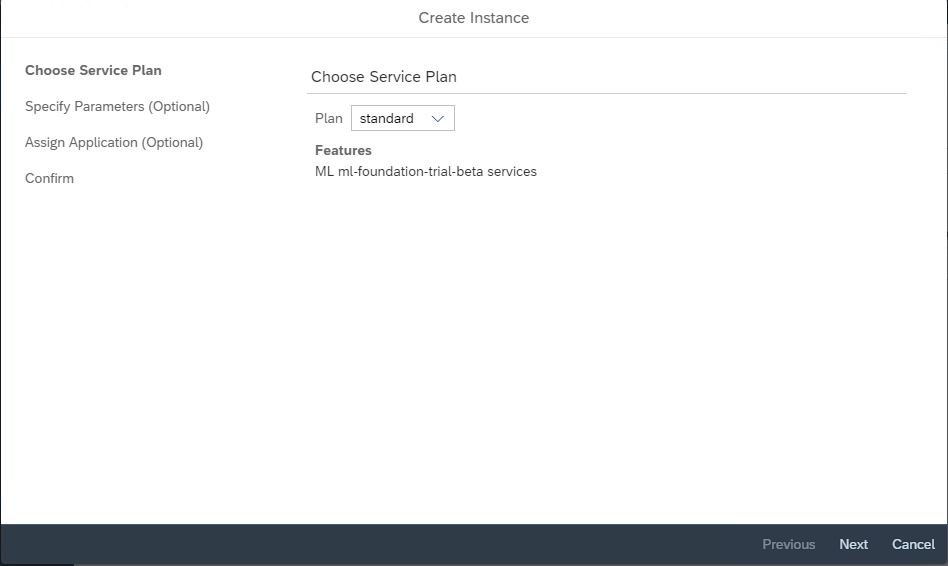 Create Instance
Choose Service Plan
Specify Parameters (Optional)
Assign Application (Optional)
Confirm
Choose Service Plan
Plan standard
Features
ML ml-foundation-trial-beta services
Previous Next Cancel